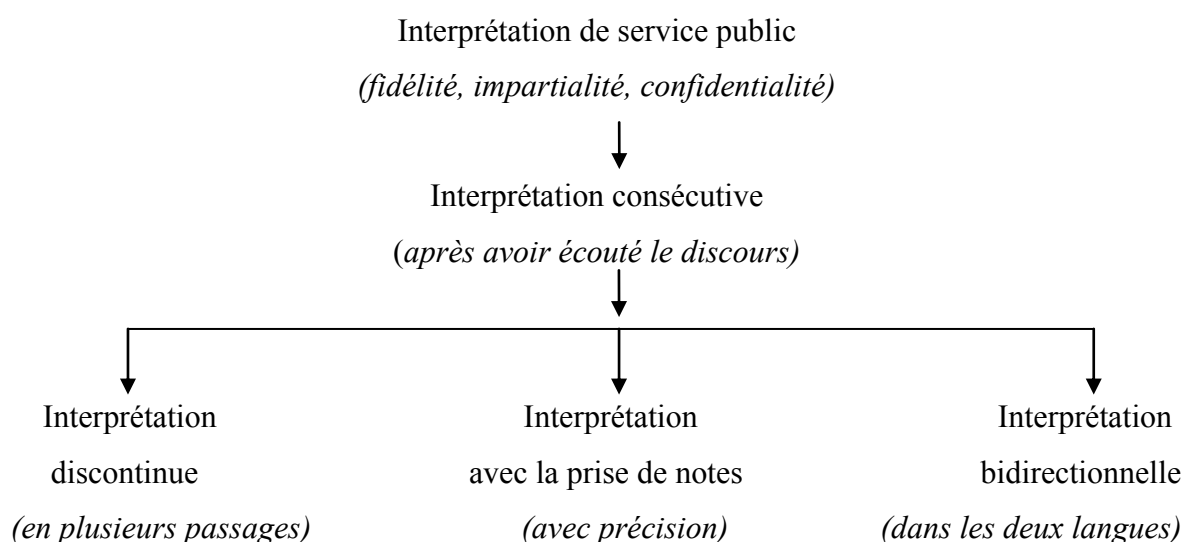 Interprétation de service public
(fidélité, impartialité, confidentialité)
Interprétation consécutive
(après avoir écouté le discours)
Interprétation
discontinue
(en plusieurs passages)
Interprétation
avec la prise de notes
(avec précision)
Interprétation
bidirectionnelle
(dans les deux langues)